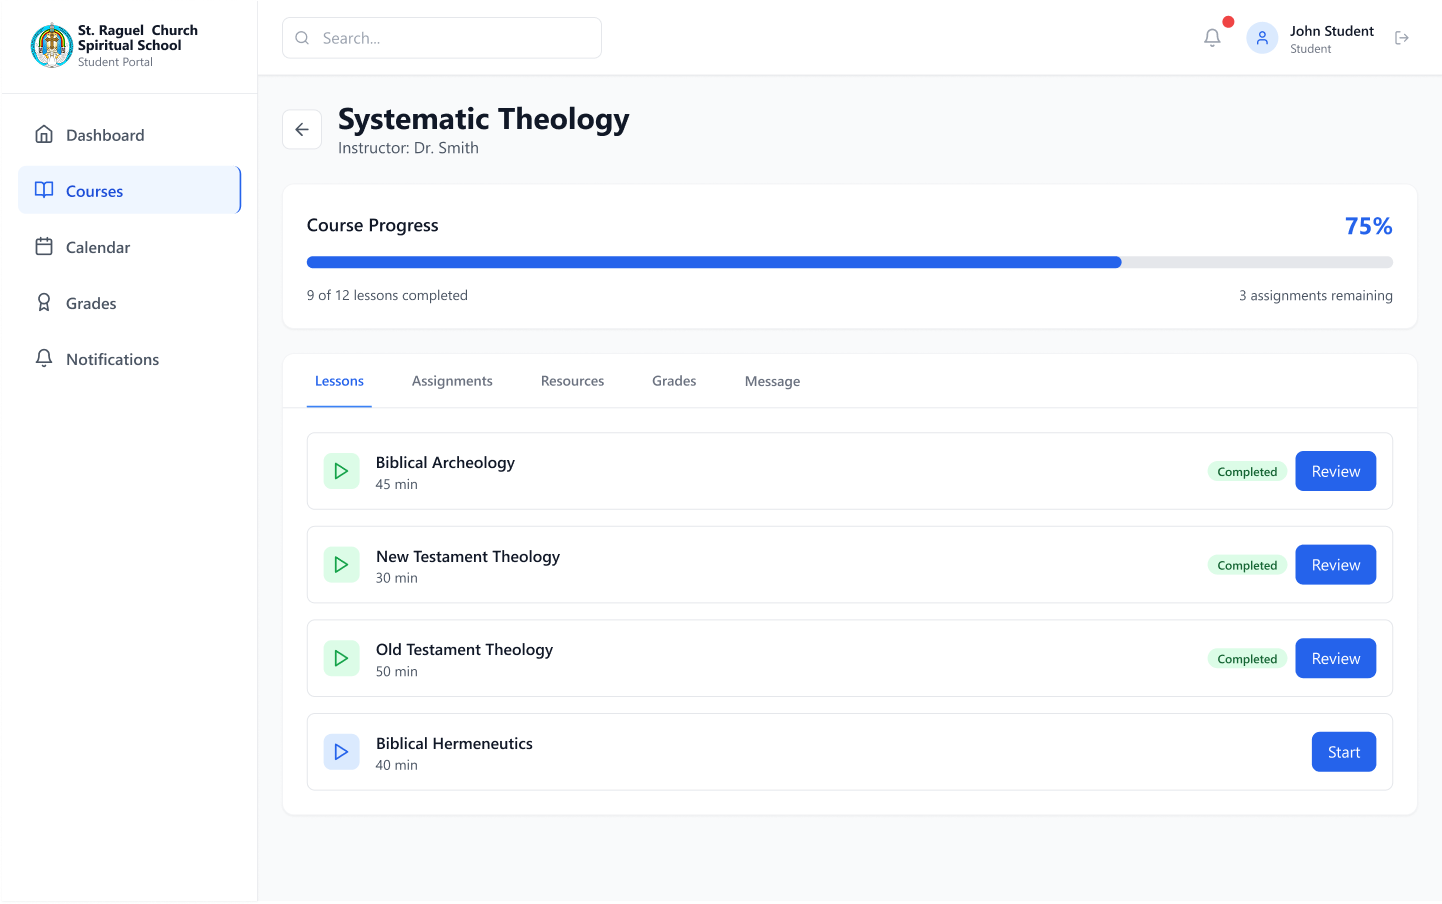 St. Raguel Church
Spiritual School
Student Portal
Search...
John Student
Student
Dashboard
Courses
Calendar
Grades
Notifications
Systematic Theology
Instructor: Dr. Smith
Course Progress
75%
9 of 12 lessons completed
3 assignments remaining
Lessons
Assignments
Resources
Grades
Message
Biblical Archeology
45 min
Completed
Review
New Testament Theology
30 min
Completed
Review
Old Testament Theology
50 min
Completed
Review
Biblical Hermeneutics
40 min
Start